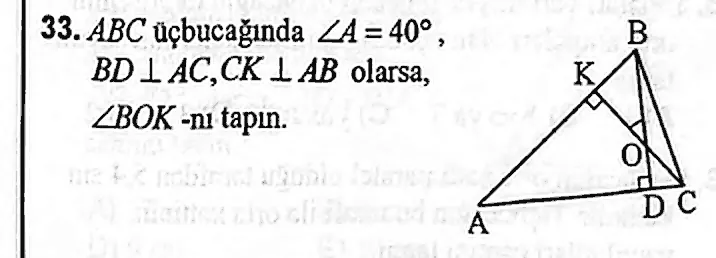 33. ABC üçbucağında ∠A = 40°,
BD ⊥ AC, CK ⊥ AB olarsa,
∠BOK -nı tapın.
B
K
O
A
D C